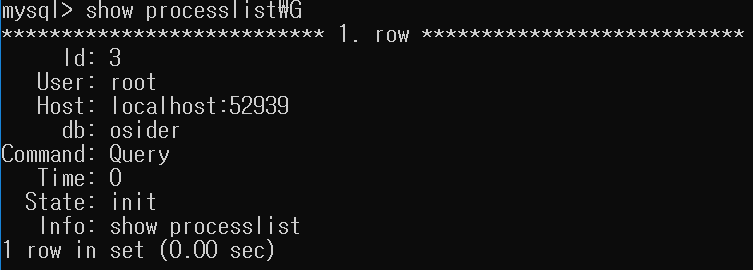 mysql> show processlist₩G
*************************** 1. row ***************************
Id: 3
User: root
Host: localhost:52939
db: osider
Command: Query
Time: 0
State: init
Info: show processlist
1 row in set (0.00 sec)